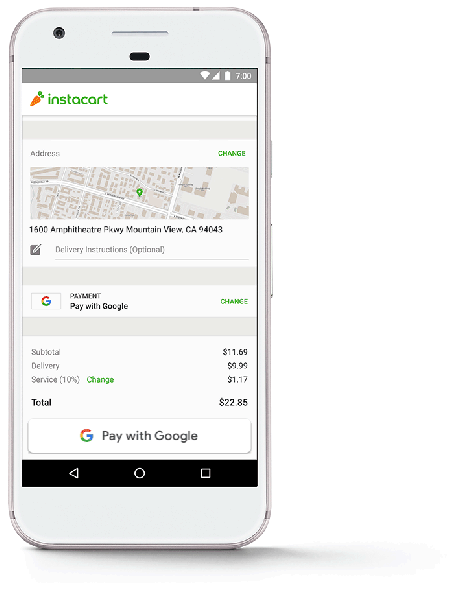 7:00
instacart
Address CHANGE
1600 Amphitheatre Pkwy Mountain View, CA 94043
Delivery Instructions (Optional)
PAYMENT
Pay with Google CHANGE
Subtotal $11.69
Delivery $9.99
Service (10%) Change $1.17
Total $22.85
G Pay with Google